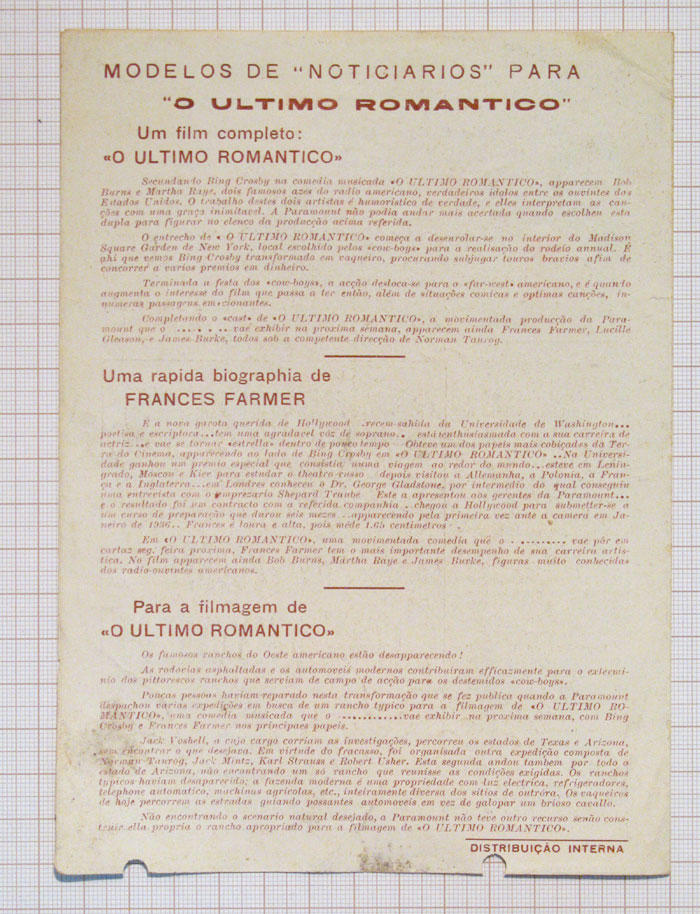 MODELOS DE "NOTICIARIOS" PARA
"O ULTIMO ROMANTICO"
Um film completo:
«O ULTIMO ROMANTICO»
Secundando Bing Crosby na comedia musicada «O ULTIMO ROMANTICO», apparecem Bob
Burns e Martha Raye, dois famosos azes do radio americano, verdadeiros idolos entre os ouvintes dos
Estados Unidos. O trabalho destes dois artistas é humoristico de verdade, e elles interpretam as can-
ções com uma graça inimitavel. A Paramount não podia andar mais acertada quando escolheu esta
dupla para figurar no elenco da producção acima referida.
O entrecho de « O ULTIMO ROMANTICO» começa a desenrolar-se no interior do Madison
Square Garden de New York, local escolhido pelos «cow-boys» para a realisação do rodeio annual. É
ahi que vemos Bing Crosby transformado em vaqueiro, procurando subjugar touros bravios afim de
concorrer a varios premios em dinheiro.
Terminada a festa dos «cow-boys», a acção desloca-se para o «far-west» americano, e é quando
augmenta o interesse do film que passa a ter então, além de situações comicas e optimas canções, in-
numeras passagens emocionantes.
Completando o «cast» de «O ULTIMO ROMANTICO», a movimentada producção da Para-
mount que o ....... vae exhibir na proxima semana, apparecem ainda Frances Farmer, Lucille
Gleason, e James Burke, todos sob a competente direcção de Norman Taurog.
Uma rapida biographia de
FRANCES FARMER
É a nova garota querida de Hollywood ..recem-sahida da Universidade de Washington...
poetisa e escriptora...tem uma agradavel voz de soprano.. está enthusiasmada com a sua carreira de
actriz ...e vae se tornar «estrella» dentro de pouco tempo Obteve um dos papeis mais cobiçados da Ter-
ra do Cinema, apparecendo ao lado de Bing Crosby em «O ULTIMO ROMANTICO» ..Na Universi-
dade ganhou um premio especial que consistiu numa viagem ao redor do mundo...esteve em Lenin-
grado, Moscou e Kiev para estudar o theatro russo depois visitou a Allemanha, a Polonia, a Fran-
ça e a Inglaterra...em Londres conheceu o Dr. George Gladstone, por intermedio do qual conseguiu
uma entrevista com o emprezario Shepard Traube Este a apresentou aos gerentes da Paramount...
e o resultado foi um contracto com a refecida companhia ..chegou a Hollywood para submetter-se a
um curso de preparação que durou seis mezes ..apparecendo pela primeira vez ante a camera em Ja-
neiro de 1936.. Frances é loura e alta, pois méde 1.65 centimetros .
Em «O ULTIMO ROMANTICO», uma movimentada comedia que o .......... vae pôr em
cartaz seg. feira proxima, Frances Farmer tem o mais importante desempenho de sua carreira artis-
tica. No film apparecem ainda Bob Burns, Martha Raye e James Burke, figuras muito conhecidas
dos radio-ouvintes americanos.
Para a filmagem de
«O ULTIMO ROMANTICO»
Os famosos ranchos do Oeste americano estão desapparecendo!
As rodovias asphaltadas e os automoveis modernos contribuiram efficazmente para o extermi-
nio dos pittorescos ranchos que serviam de campo de acção para os destemidos «cow-boys».
Poucas pessoas haviam reparado nesta transformação que se fez publica quando a Paramount
despachou varias expedições em busca de um rancho typico para a filmagem de «O ULTIMO RO-
MANTICO», uma comedia musicada que o ............vae exhibir na proxima semana, com Bing
Crosby e Frances Farmer nos principaes papeis.
Jack Voshell, a cujo cargo corriam as investigações, percorreu os estados de Texas e Arizona,
sem encontrar o que desejava. Em virtude do fracasso, foi organisada outra expedição composta de
Norman Taurog, Jack Mintz, Karl Strauss e Robert Usher. Esta segunda andou tambem por todo o
estado de Arizona, não encontrando um só rancho que reunisse as condições exigidas. Os ranchos
typicos haviam desaparecido; a fazenda moderna é uma propriedade com luz electrica, refrigeradores,
telephone automatico, machinas agricolas, etc., inteiramente diversa dos sitios de outróra. Os vaqueiros
de hoje percorrem as estradas guiando possantes automoveis em vez de galopar um brioso cavallo.
Não encontrando o scenario natural desejado, a Paramount não teve outro recurso senão cons-
truir ella propria o rancho apropriado para a filmagem de «O ULTIMO ROMANTICO».
DISTRIBUIÇÃO INTERNA